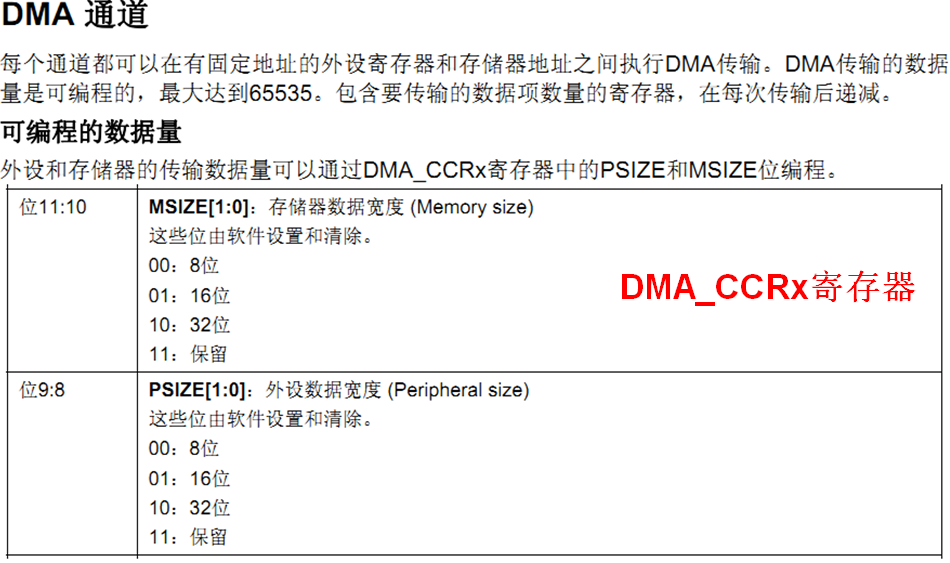 DMA 通道
每个通道都可以在有固定地址的外设寄存器和存储器地址之间执行DMA传输。DMA传输的数据
量是可编程的，最大达到65535。包含要传输的数据项数量的寄存器，在每次传输后递减。
可编程的数据量
外设和存储器的传输数据量可以通过DMA_CCRx寄存器中的PSIZE和MSIZE位编程。
位11:10
MSIZE[1:0]：存储器数据宽度 (Memory size)
这些位由软件设置和清除。
00：8位
01：16位
10：32位
11：保留
DMA_CCRx寄存器
位9:8
PSIZE[1:0]：外设数据宽度 (Peripheral size)
这些位由软件设置和清除。
00：8位
01：16位
10：32位
11：保留